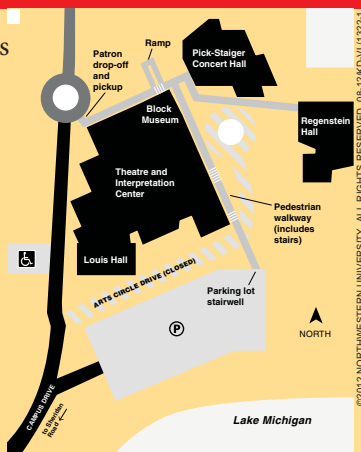 s
Ramp
Patron
drop-off
and
pickup
Pick-Staiger
Concert Hall
Block
Museum
Regenstein
Hall
Theatre and
Interpretation
Center
Pedestrian
walkway
(includes
stairs)
Louis Hall
ARTS CIRCLE DRIVE (CLOSED)
Parking lot
stairwell
P
NORTH
CAMPUS DRIVE
to Sheridan
Road
Lake Michigan
©2012 NORTHWESTERN UNIVERSITY. ALL RIGHTS RESERVED.